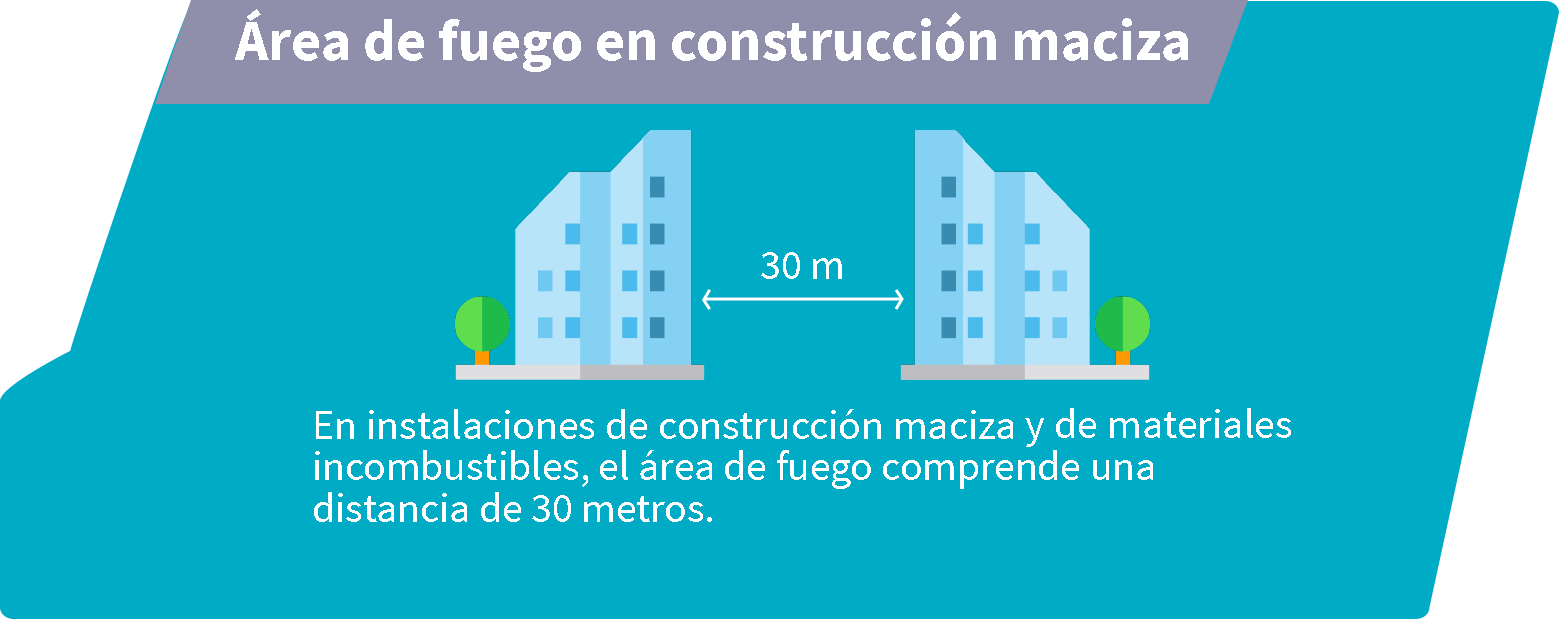 Área de fuego en construcción maciza
30 m
En instalaciones de construcción maciza y de materiales
incombustibles, el área de fuego comprende una
distancia de 30 metros.